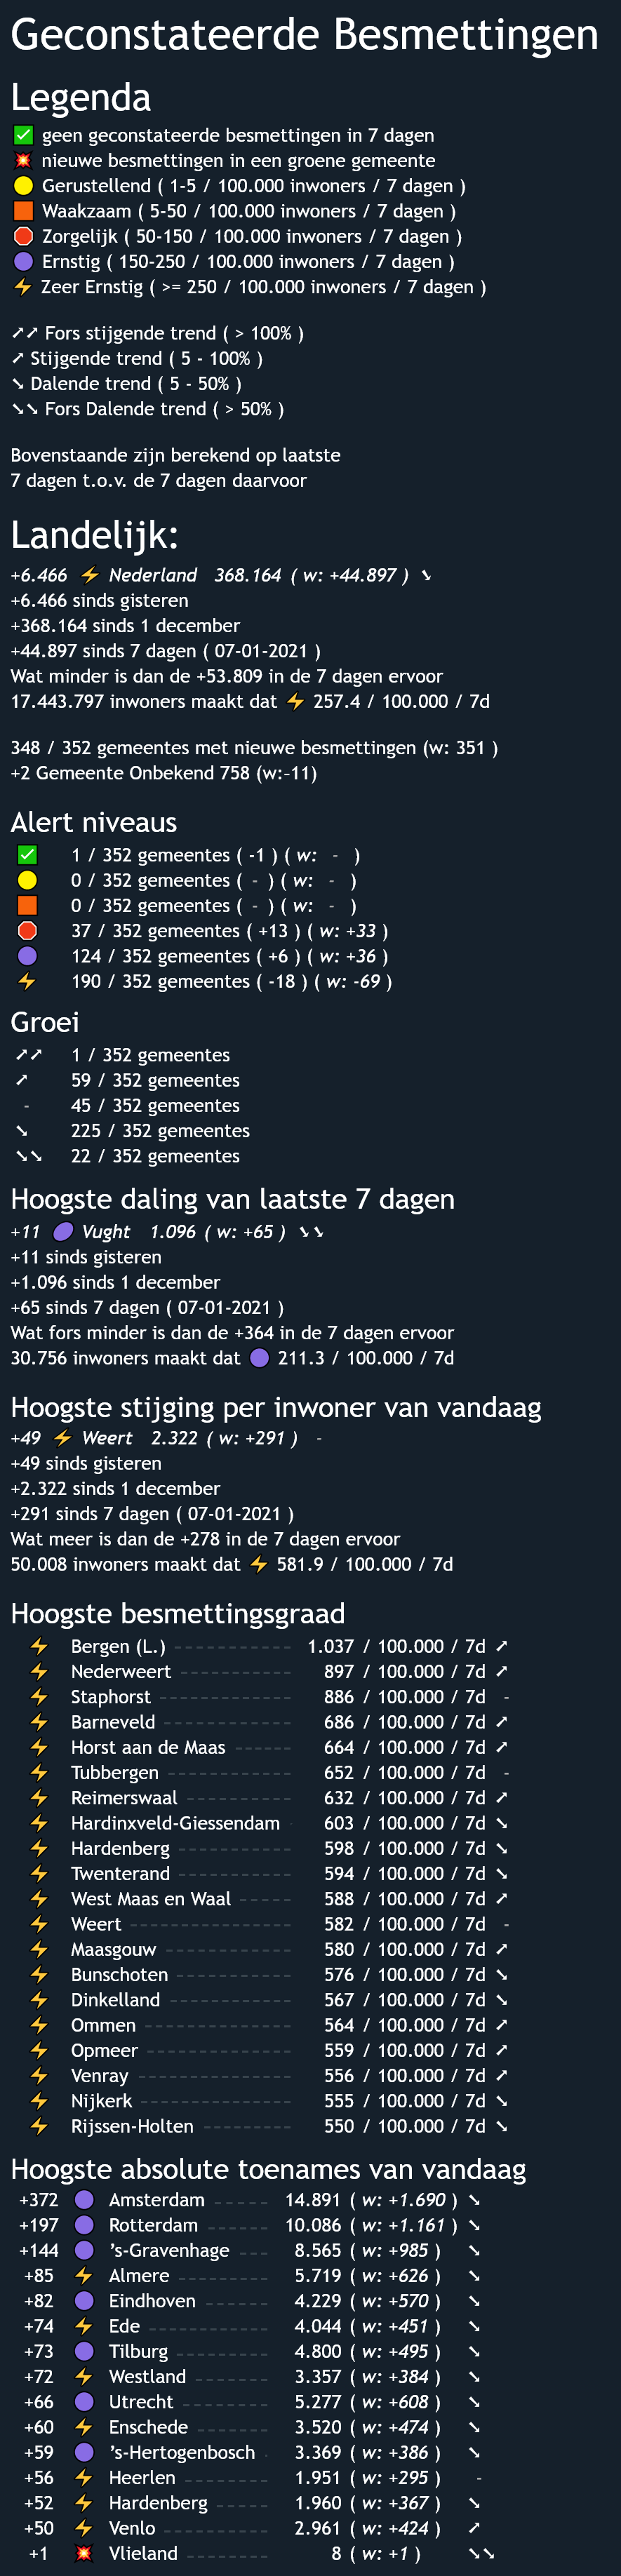 Geconstateerde Besmettingen
Legenda
✅ geen geconstateerde besmettingen in 7 dagen
💥 nieuwe besmettingen in een groene gemeente
🟡 Gerustellend ( 1-5 / 100.000 inwoners / 7 dagen )
🟧 Waakzaam ( 5-50 / 100.000 inwoners / 7 dagen )
🛑 Zorgelijk ( 50-150 / 100.000 inwoners / 7 dagen )
🟣 Ernstig ( 150-250 / 100.000 inwoners / 7 dagen )
⚡ Zeer Ernstig ( >= 250 / 100.000 inwoners / 7 dagen )
➚➚ Fors stijgende trend ( > 100% )
➚ Stijgende trend ( 5 - 100% )
➘ Dalende trend ( 5 - 50% )
➘➘ Fors Dalende trend ( > 50% )
Bovenstaande zijn berekend op laatste
7 dagen t.o.v. de 7 dagen daarvoor
Landelijk:
+6.466 ⚡ Nederland 368.164 ( w: +44.897 ) ➘
+6.466 sinds gisteren
+368.164 sinds 1 december
+44.897 sinds 7 dagen ( 07-01-2021 )
Wat minder is dan de +53.809 in de 7 dagen ervoor
17.443.797 inwoners maakt dat ⚡ 257.4 / 100.000 / 7d
348 / 352 gemeentes met nieuwe besmettingen (w: 351 )
+2 Gemeente Onbekend 758 (w:-11)
Alert niveaus
✅ 1 / 352 gemeentes ( -1 ) ( w: - )
🟡 0 / 352 gemeentes ( - ) ( w: - )
🟧 0 / 352 gemeentes ( - ) ( w: - )
🛑 37 / 352 gemeentes ( +13 ) ( w: +33 )
🟣 124 / 352 gemeentes ( +6 ) ( w: +36 )
⚡ 190 / 352 gemeentes ( -18 ) ( w: -69 )
Groei
➚➚ 1 / 352 gemeentes
➚ 59 / 352 gemeentes
- 45 / 352 gemeentes
➘ 225 / 352 gemeentes
➘➘ 22 / 352 gemeentes
Hoogste daling van laatste 7 dagen
+11 🟣 Vught 1.096 ( w: +65 ) ➘➘
+11 sinds gisteren
+1.096 sinds 1 december
+65 sinds 7 dagen ( 07-01-2021 )
Wat fors minder is dan de +364 in de 7 dagen ervoor
30.756 inwoners maakt dat 🟣 211.3 / 100.000 / 7d
Hoogste stijging per inwoner van vandaag
+49 ⚡ Weert 2.322 ( w: +291 ) -
+49 sinds gisteren
+2.322 sinds 1 december
+291 sinds 7 dagen ( 07-01-2021 )
Wat meer is dan de +278 in de 7 dagen ervoor
50.008 inwoners maakt dat ⚡ 581.9 / 100.000 / 7d
Hoogste besmettingsgraad
⚡ Bergen (L.) 1.037 / 100.000 / 7d ➚
⚡ Nederweert 897 / 100.000 / 7d ➚
⚡ Staphorst 886 / 100.000 / 7d -
⚡ Barneveld 686 / 100.000 / 7d ➚
⚡ Horst aan de Maas 664 / 100.000 / 7d ➚
⚡ Tubbergen 652 / 100.000 / 7d -
⚡ Reimerswaal 632 / 100.000 / 7d ➚
⚡ Hardinxveld-Giessendam 603 / 100.000 / 7d ➘
⚡ Hardenberg 598 / 100.000 / 7d ➘
⚡ Twenterand 594 / 100.000 / 7d ➘
⚡ West Maas en Waal 588 / 100.000 / 7d ➚
⚡ Weert 582 / 100.000 / 7d -
⚡ Maasgouw 580 / 100.000 / 7d ➚
⚡ Bunschoten 576 / 100.000 / 7d ➘
⚡ Dinkelland 567 / 100.000 / 7d ➘
⚡ Ommen 564 / 100.000 / 7d ➚
⚡ Opmeer 559 / 100.000 / 7d ➚
⚡ Venray 556 / 100.000 / 7d ➚
⚡ Nijkerk 555 / 100.000 / 7d ➘
⚡ Rijssen-Holten 550 / 100.000 / 7d ➘
Hoogste absolute toenames van vandaag
+372 🟣 Amsterdam 14.891 ( w: +1.690 ) ➘
+197 🟣 Rotterdam 10.086 ( w: +1.161 ) ➘
+144 🟣 's-Gravenhage 8.565 ( w: +985 ) ➘
+85 ⚡ Almere 5.719 ( w: +626 ) ➘
+82 🟣 Eindhoven 4.229 ( w: +570 ) ➘
+74 ⚡ Ede 4.044 ( w: +451 ) ➘
+73 🟣 Tilburg 4.800 ( w: +495 ) ➘
+72 ⚡ Westland 3.357 ( w: +384 ) ➘
+66 🟣 Utrecht 5.277 ( w: +608 ) ➘
+60 ⚡ Enschede 3.520 ( w: +474 ) ➘
+59 🟣 's-Hertogenbosch 3.369 ( w: +386 ) ➘
+56 ⚡ Heerlen 1.951 ( w: +295 ) -
+52 ⚡ Hardenberg 1.960 ( w: +367 ) ➘
+50 ⚡ Venlo 2.961 ( w: +424 ) ➚
+1 💥 Vlieland 8 ( w: +1 ) ➘➘